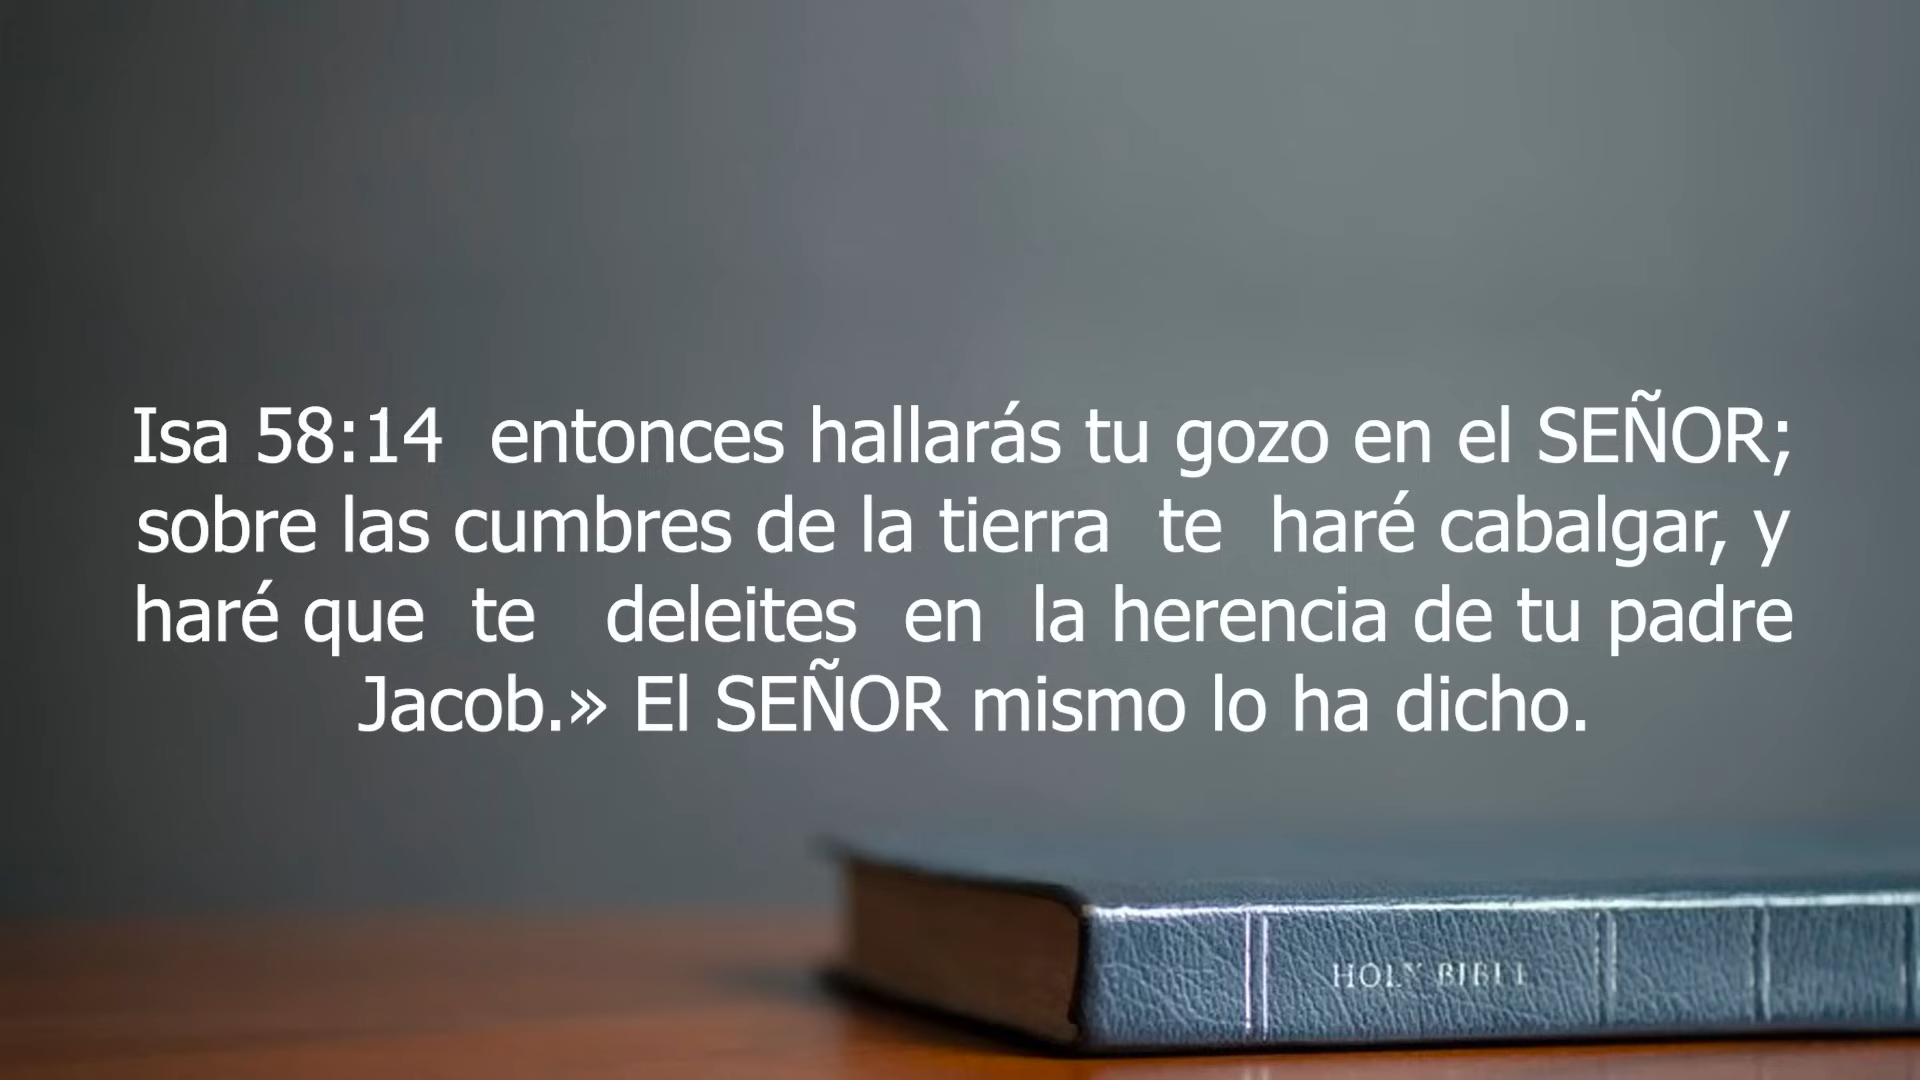 Isa 58:14  entonces hallarás tu gozo en el SEÑOR;
sobre las cumbres de la tierra  te  haré cabalgar, y
haré que  te   deleites  en  la herencia de tu padre
Jacob.» El SEÑOR mismo lo ha dicho.
HOLY BIBLE